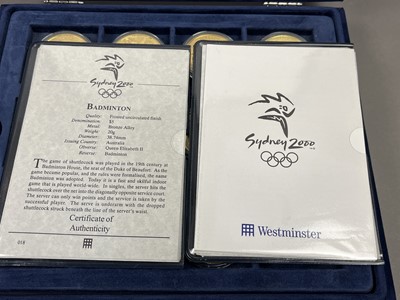 Sydney 2000
BADMINTON
Quality: Frosted uncirculated finish
Denomination: $5
Metal: Bronze Alloy
Weight: 20g
Diameter: 38.74mm
Issuing Country: Australia
Obverse: Queen Elizabeth II
Reverse: Badminton
The game of shuttlecock was played in the 19th century at
Badminton House, the seat of the Duke of Beaufort. As the
game become popular, and the rules were formalised, the name
Badminton was adopted. Today it is a fast and skilful indoor
game that is played world-wide. In singles, the server hits the
shuttlecock over the net into the diagonally opposite service court.
The server can only win points and the service is taken by the
successful player. The serve is underarm with the dropped
shuttlecock struck beneath the line of the server's waist.
Certificate of
Authenticity
Sydney 2000
Westminster